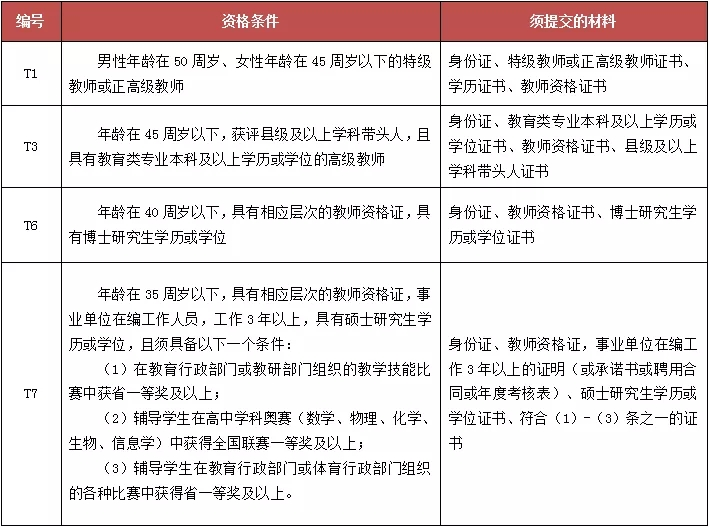 编号 资格条件 须提交的材料
T1
男性年龄在 50 周岁、女性年龄在 45 周岁以下的特级
教师或正高级教师
身份证、特级教师或正高级教师证书、
学历证书、教师资格证书
T3
年龄在 45 周岁以下，获评县级及以上学科带头人，且
具有教育类专业本科及以上学历或学位的高级教师
身份证、教育类专业本科及以上学历或
学位证书、教师资格证书、县级及以上
学科带头人证书
T6
年龄在 40 周岁以下，具有相应层次的教师资格证，具
有博士研究生学历或学位
身份证、教师资格证书、博士研究生学
历或学位证书
T7
年龄在 35 周岁以下，具有相应层次的教师资格证，事
业单位在编工作人员，工作 3 年以上，具有硕士研究生学
历或学位，且须具备以下一个条件：
（1）在教育行政部门或教研部门组织的教学技能比
赛中获省一等奖及以上；
（2）辅导学生在高中学科奥赛（数学、物理、化学、
生物、信息学）中获得全国联赛一等奖及以上；
（3）辅导学生在教育行政部门或体育行政部门组织
的各种比赛中获得省一等奖及以上。
身份证、教师资格证，事业单位在编工
作 3 年以上的证明（或承诺书或聘用合
同或年度考核表）、硕士研究生学历或
学位证书、符合（1）-（3）条之一的证
书